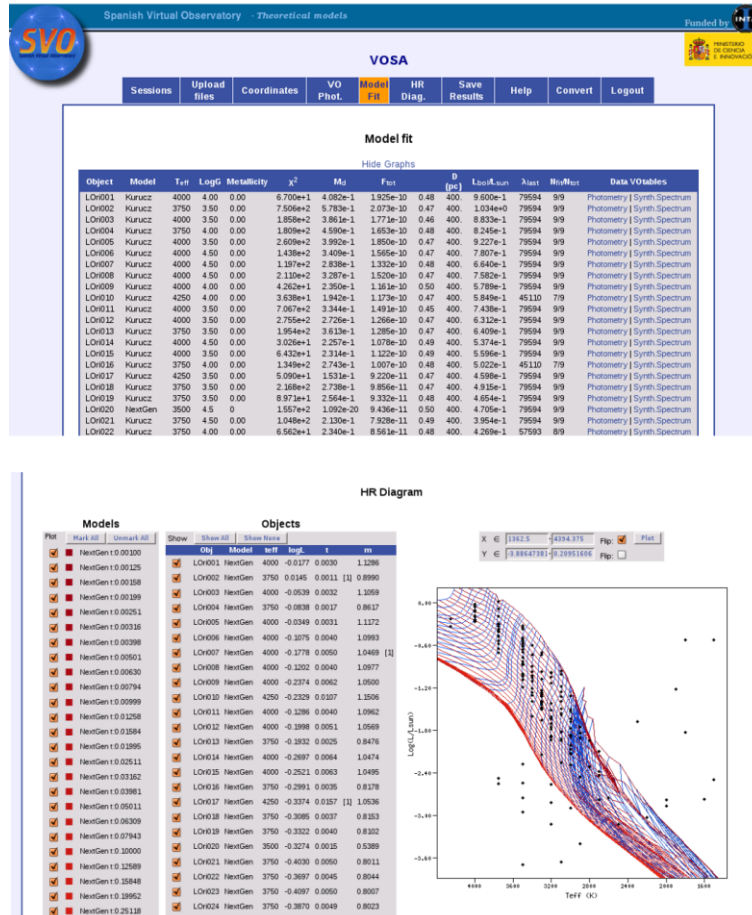 Spanish Virtual Observatory - Theoretical models
Funded by
INTA
SVO
MINISTERIO DE CIENCIA E INNOVACIÓN
VOSA
Sessions Upload files Coordinates VO Phot. Model Fit HR Diag. Save Results Help Convert Logout
Model fit
Hide Graphs
Object Model Teff LogG Metallicity χ2 Md Ftot D (pc) Lbol/Lsun λlast Nfit/Ntot Data VOtables
LOri001 Kurucz 4000 4.00 0.00 6.700e+1 4.082e-1 1.925e-10 0.48 400. 9.600e-1 79594 9/9 Photometry | Synth.Spectrum
LOri002 Kurucz 3750 3.50 0.00 7.506e+2 5.783e-1 2.073e-10 0.47 400. 1.034e+0 79594 9/9 Photometry | Synth.Spectrum
LOri003 Kurucz 4000 3.50 0.00 1.858e+2 3.861e-1 1.771e-10 0.46 400. 8.833e-1 79594 9/9 Photometry | Synth.Spectrum
LOri004 Kurucz 3750 4.00 0.00 1.809e+2 4.590e-1 1.653e-10 0.48 400. 8.245e-1 79594 9/9 Photometry | Synth.Spectrum
LOri005 Kurucz 4000 3.50 0.00 2.609e+2 3.992e-1 1.850e-10 0.47 400. 9.227e-1 79594 9/9 Photometry | Synth.Spectrum
LOri006 Kurucz 4000 4.50 0.00 1.438e+2 3.409e-1 1.565e-10 0.47 400. 7.807e-1 79594 9/9 Photometry | Synth.Spectrum
LOri007 Kurucz 4000 4.50 0.00 1.197e+2 2.838e-1 1.332e-10 0.48 400. 6.640e-1 79594 9/9 Photometry | Synth.Spectrum
LOri008 Kurucz 4000 4.50 0.00 2.110e+2 3.287e-1 1.520e-10 0.47 400. 7.582e-1 79594 9/9 Photometry | Synth.Spectrum
LOri009 Kurucz 4000 4.00 0.00 4.262e+1 2.350e-1 1.161e-10 0.50 400. 5.789e-1 79594 9/9 Photometry | Synth.Spectrum
LOri010 Kurucz 4250 4.00 0.00 3.638e+1 1.942e-1 1.173e-10 0.47 400. 5.849e-1 45110 7/9 Photometry | Synth.Spectrum
LOri011 Kurucz 4000 3.50 0.00 7.067e+2 3.344e-1 1.491e-10 0.45 400. 7.438e-1 79594 9/9 Photometry | Synth.Spectrum
LOri012 Kurucz 4000 3.50 0.00 2.755e+2 2.726e-1 1.266e-10 0.47 400. 6.312e-1 79594 9/9 Photometry | Synth.Spectrum
LOri013 Kurucz 3750 3.50 0.00 1.954e+2 3.613e-1 1.285e-10 0.47 400. 6.409e-1 79594 9/9 Photometry | Synth.Spectrum
LOri014 Kurucz 4000 4.50 0.00 3.026e+1 2.257e-1 1.078e-10 0.49 400. 5.374e-1 79594 9/9 Photometry | Synth.Spectrum
LOri015 Kurucz 4000 3.50 0.00 6.432e+1 2.314e-1 1.122e-10 0.49 400. 5.596e-1 79594 9/9 Photometry | Synth.Spectrum
LOri016 Kurucz 3750 4.00 0.00 1.349e+2 2.743e-1 1.007e-10 0.48 400. 5.022e-1 45110 7/9 Photometry | Synth.Spectrum
LOri017 Kurucz 4250 3.50 0.00 5.090e+1 1.531e-1 9.220e-11 0.47 400. 4.598e-1 79594 9/9 Photometry | Synth.Spectrum
LOri018 Kurucz 3750 3.50 0.00 2.168e+2 2.738e-1 9.856e-11 0.47 400. 4.915e-1 79594 9/9 Photometry | Synth.Spectrum
LOri019 Kurucz 3750 3.50 0.00 8.971e+1 2.564e-1 9.332e-11 0.48 400. 4.654e-1 79594 9/9 Photometry | Synth.Spectrum
LOri020 NextGen 3500 4.5 0 1.557e+2 1.092e-20 9.436e-11 0.50 400. 4.705e-1 79594 9/9 Photometry | Synth.Spectrum
LOri021 Kurucz 3750 4.50 0.00 1.048e+2 2.130e-1 7.928e-11 0.49 400. 3.954e-1 79594 9/9 Photometry | Synth.Spectrum
LOri022 Kurucz 3750 4.00 0.00 6.562e+1 2.340e-1 8.561e-11 0.48 400. 4.269e-1 57593 8/9 Photometry | Synth.Spectrum
HR Diagram
Models
Plot Mark All Unmark All
NextGen t:0.00100
NextGen t:0.00125
NextGen t:0.00158
NextGen t:0.00199
NextGen t:0.00251
NextGen t:0.00316
NextGen t:0.00398
NextGen t:0.00501
NextGen t:0.00630
NextGen t:0.00794
NextGen t:0.00999
NextGen t:0.01258
NextGen t:0.01584
NextGen t:0.01995
NextGen t:0.02511
NextGen t:0.03162
NextGen t:0.03981
NextGen t:0.05011
NextGen t:0.06309
NextGen t:0.07943
NextGen t:0.10000
NextGen t:0.12589
NextGen t:0.15848
NextGen t:0.19952
NextGen t:0.25118
Objects
Show Show All Show None
Obj Model teff logL t m
LOri001 NextGen 4000 -0.0177 0.0030 1.1286
LOri002 NextGen 3750 0.0145 0.0011 [1] 0.8990
LOri003 NextGen 4000 -0.0539 0.0032 1.1059
LOri004 NextGen 3750 -0.0838 0.0017 0.8617
LOri005 NextGen 4000 -0.0349 0.0031 1.1172
LOri006 NextGen 4000 -0.1075 0.0040 1.0993
LOri007 NextGen 4000 -0.1778 0.0050 1.0469 [1]
LOri008 NextGen 4000 -0.1202 0.0040 1.0977
LOri009 NextGen 4000 -0.2374 0.0062 1.0500
LOri010 NextGen 4250 -0.2329 0.0107 1.1506
LOri011 NextGen 4000 -0.1286 0.0040 1.0962
LOri012 NextGen 4000 -0.1998 0.0051 1.0569
LOri013 NextGen 3750 -0.1932 0.0025 0.8476
LOri014 NextGen 4000 -0.2697 0.0064 1.0474
LOri015 NextGen 4000 -0.2521 0.0063 1.0495
LOri016 NextGen 3750 -0.2991 0.0035 0.8178
LOri017 NextGen 4250 -0.3374 0.0157 [1] 1.0536
LOri018 NextGen 3750 -0.3085 0.0037 0.8153
LOri019 NextGen 3750 -0.3322 0.0040 0.8102
LOri020 NextGen 3500 -0.3274 0.0015 0.5389
LOri021 NextGen 3750 -0.4030 0.0050 0.8011
LOri022 NextGen 3750 -0.3697 0.0045 0.8044
LOri023 NextGen 3750 -0.4097 0.0050 0.8007
LOri024 NextGen 3750 -0.3870 0.0049 0.8023
X ∈ 1362.5 - 4394.375 Flip: Plot
Y ∈ -3.88647381 - 0.20951606 Flip:
Log(L/Lsun)
Teff (K)